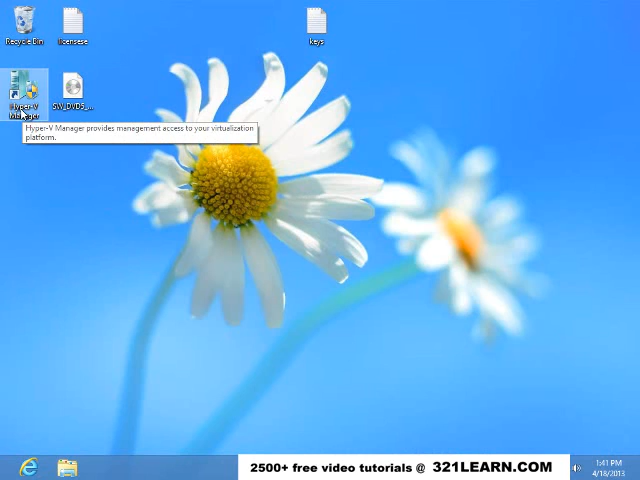 Recycle Bin
licensese
keys
Hyper-V
Manager
SW_DVD5_...
Hyper-V Manager provides management access to your virtualization
platform.
2500+ free video tutorials @ 321LEARN.COM
1:41 PM
4/18/2013